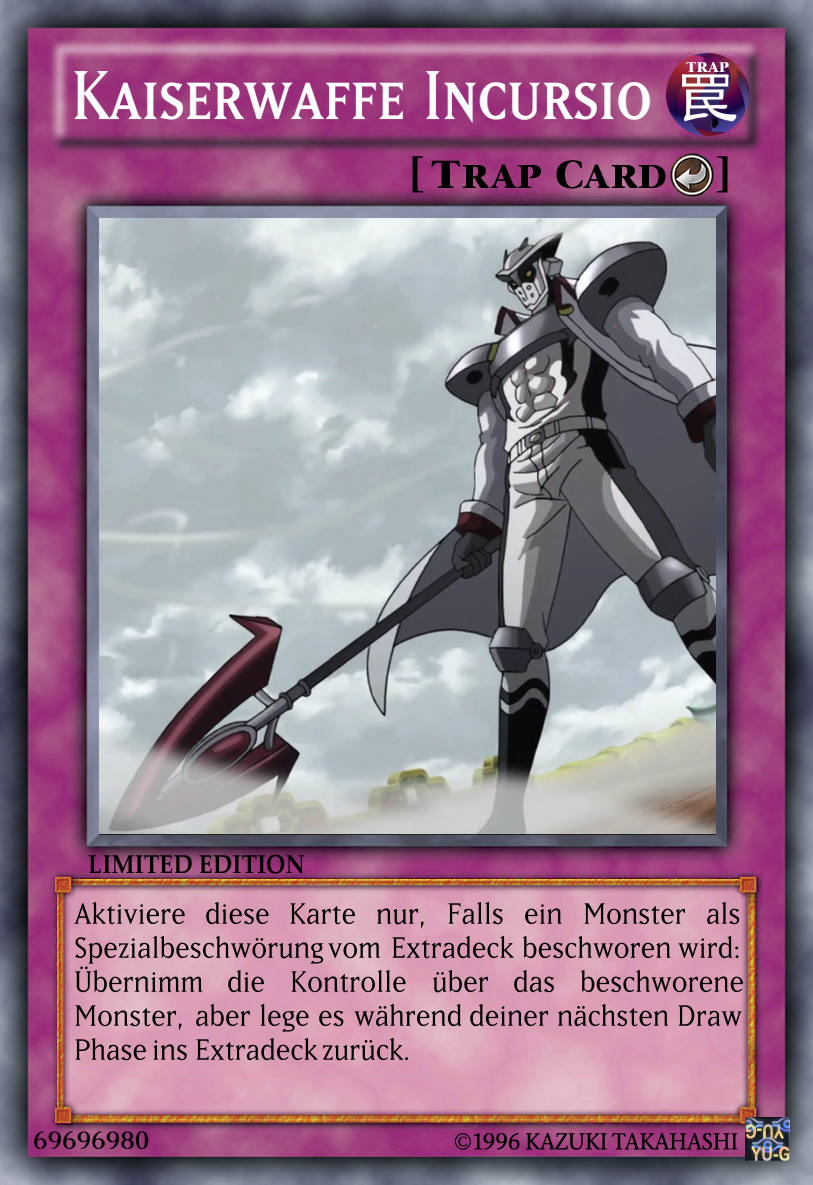 Kaiserwaffe Incursio
TRAP
罠
[Trap Card]
LIMITED EDITION
Aktiviere diese Karte nur, Falls ein Monster als
Spezialbeschwörung vom Extradeck beschworen wird:
Übernimm die Kontrolle über das beschworene
Monster, aber lege es während deiner nächsten Draw
Phase ins Extradeck zurück.
69696980
©1996 KAZUKI TAKAHASHI
YU-G
YU-G